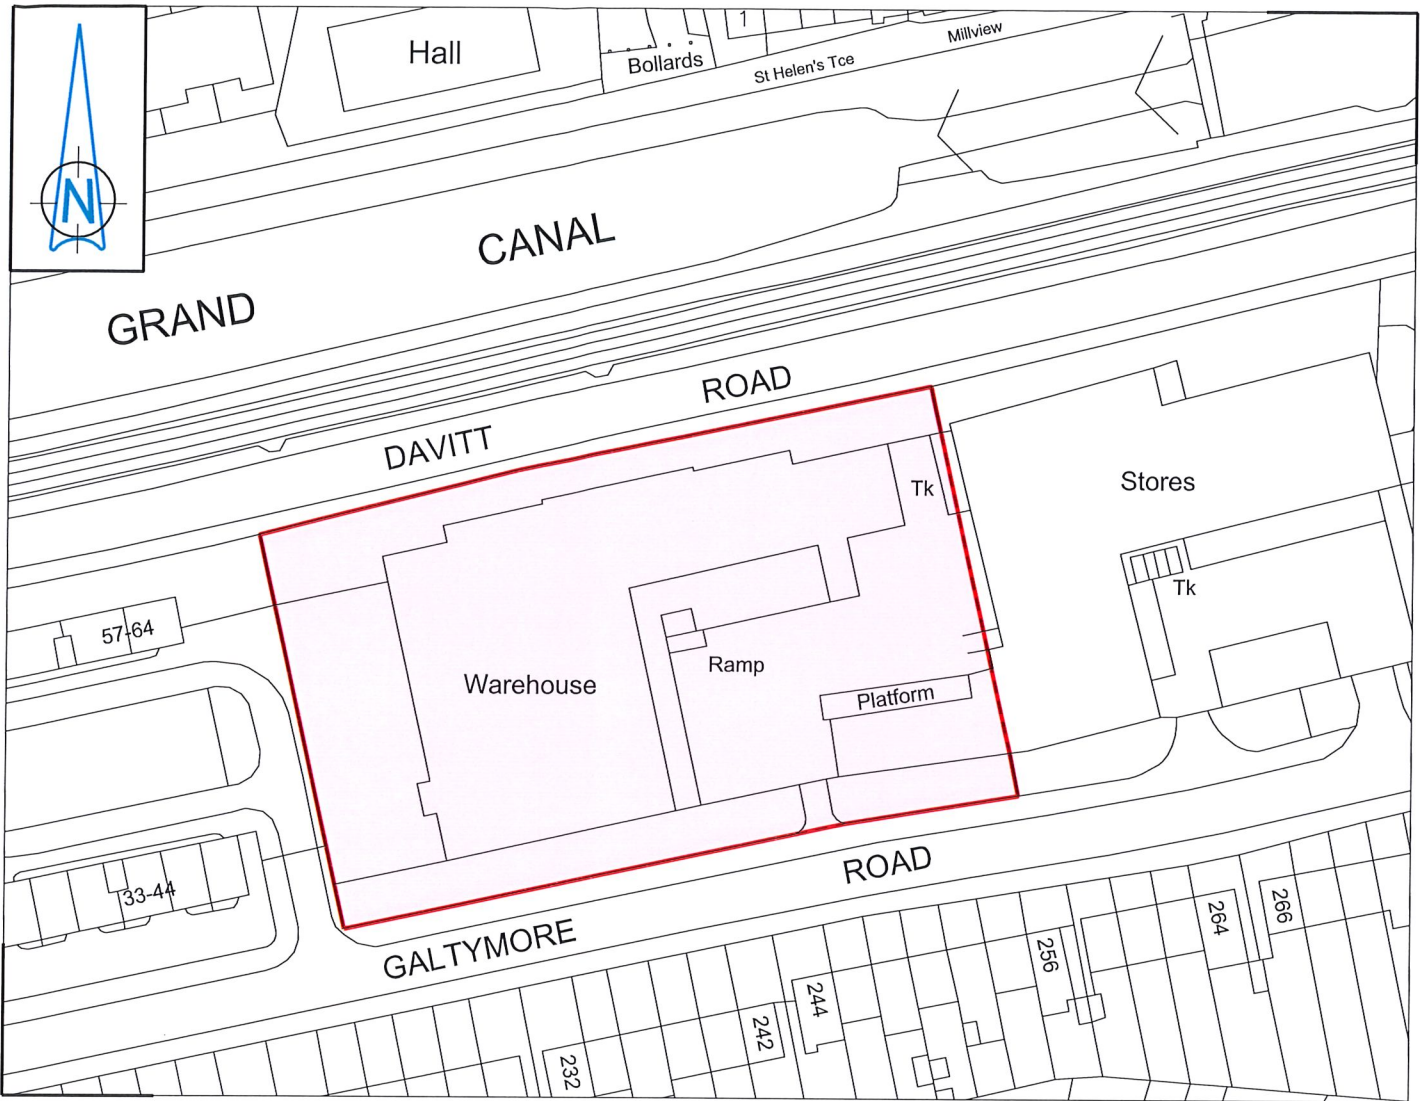 N
Hall
Bollards
1
St Helen's Tce
Millview
GRAND CANAL
DAVITT ROAD
Stores
Tk
Tk
57-64
Warehouse
Ramp
Platform
33-44
GALTYMORE ROAD
232
242
244
256
264
266